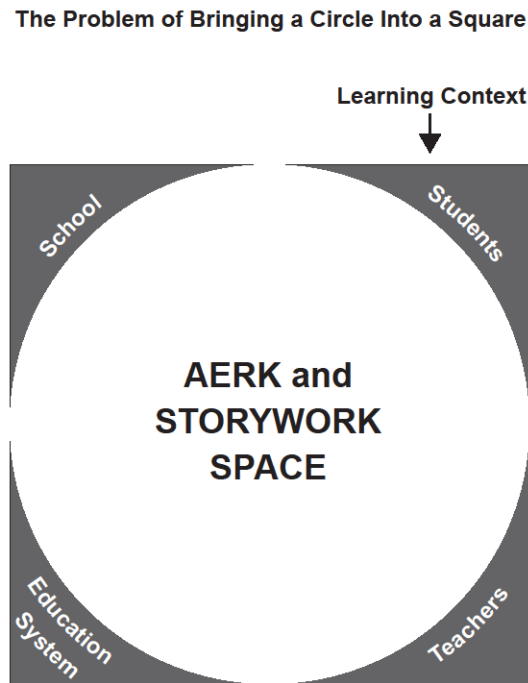 The Problem of Bringing a Circle Into a Square
Learning Context
School
Students
AERK and
STORYWORK
SPACE
Education
System
Teachers